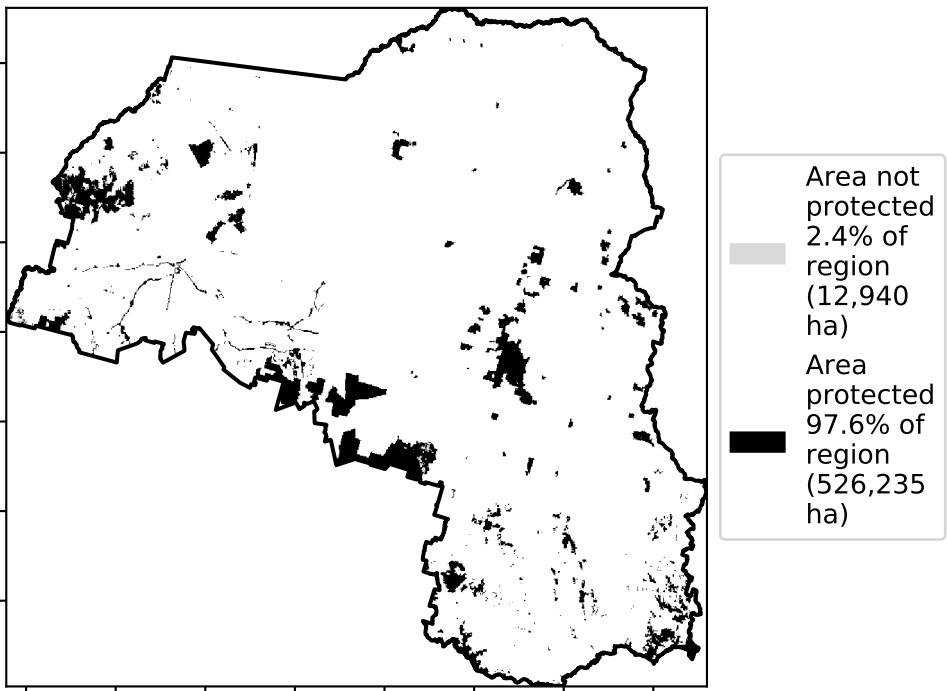 Area not
protected
2.4% of
region
(12,940
ha)
Area
protected
97.6% of
region
(526,235
ha)